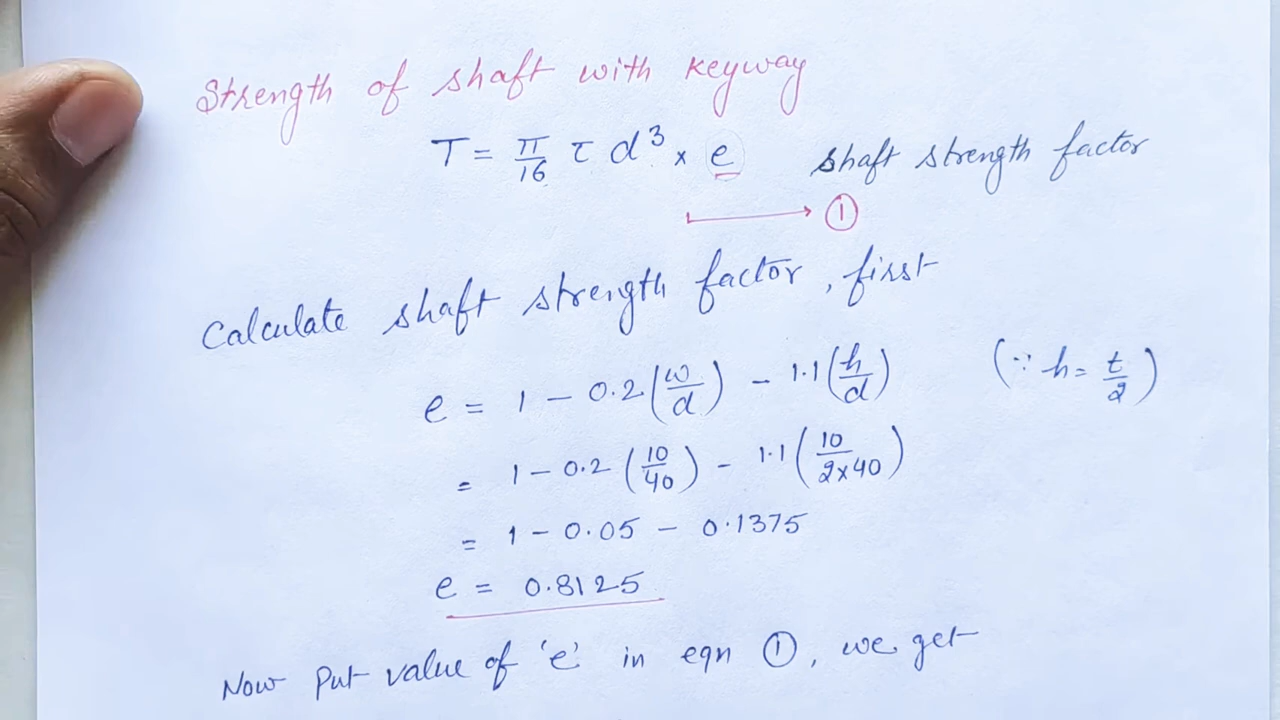 Strength of shaft with keyway
T = π/16 τ d³ × e shaft strength factor
①
Calculate shaft strength factor, first
e = 1 - 0.2 (w/d) - 1.1 (h/d) (∵ h = t/2)
= 1 - 0.2 (10/40) - 1.1 (10/2×40)
= 1 - 0.05 - 0.1375
e = 0.8125
Now Put value of 'e' in eqn ①, we get